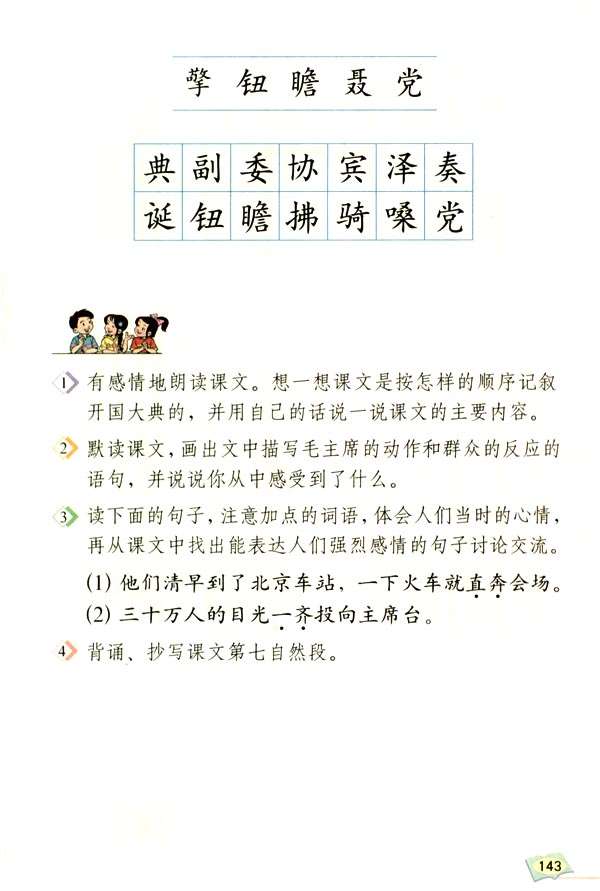 擎 钮 瞻 聂 党
典 副 委 协 宾 泽 奏
诞 钮 瞻 拂 骑 嗓 党
1 有感情地朗读课文。想一想课文是按怎样的顺序记叙
开国大典的，并用自己的话说一说课文的主要内容。
2 默读课文，画出文中描写毛主席的动作和群众的反应的
语句，并说说你从中感受到了什么。
3 读下面的句子，注意加点的词语，体会人们当时的心情，
再从课文中找出能表达人们强烈感情的句子讨论交流。
(1) 他们清早到了北京车站，一下火车就直奔会场。
(2) 三十万人的目光一齐投向主席台。
4 背诵、抄写课文第七自然段。
143